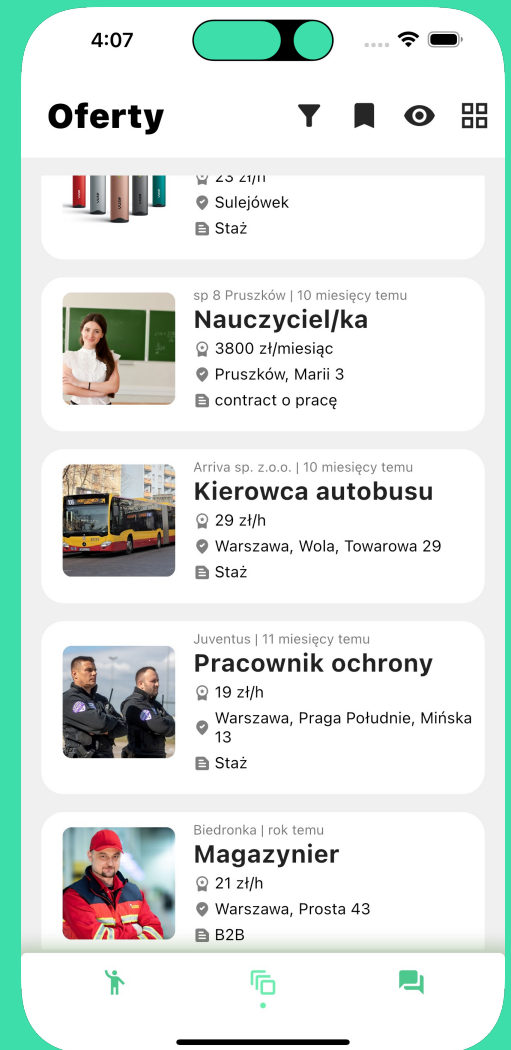 4:07
Oferty
23 zł/h
Sulejówek
Staż
sp 8 Pruszków | 10 miesięcy temu
Nauczyciel/ka
3800 zł/miesiąc
Pruszków, Marii 3
contract o pracę
Arriva sp. z.o.o. | 10 miesięcy temu
Kierowca autobusu
29 zł/h
Warszawa, Wola, Towarowa 29
Staż
Juventus | 11 miesięcy temu
Pracownik ochrony
19 zł/h
Warszawa, Praga Południe, Mińska
13
Staż
Biedronka | rok temu
Magazynier
21 zł/h
Warszawa, Prosta 43
B2B